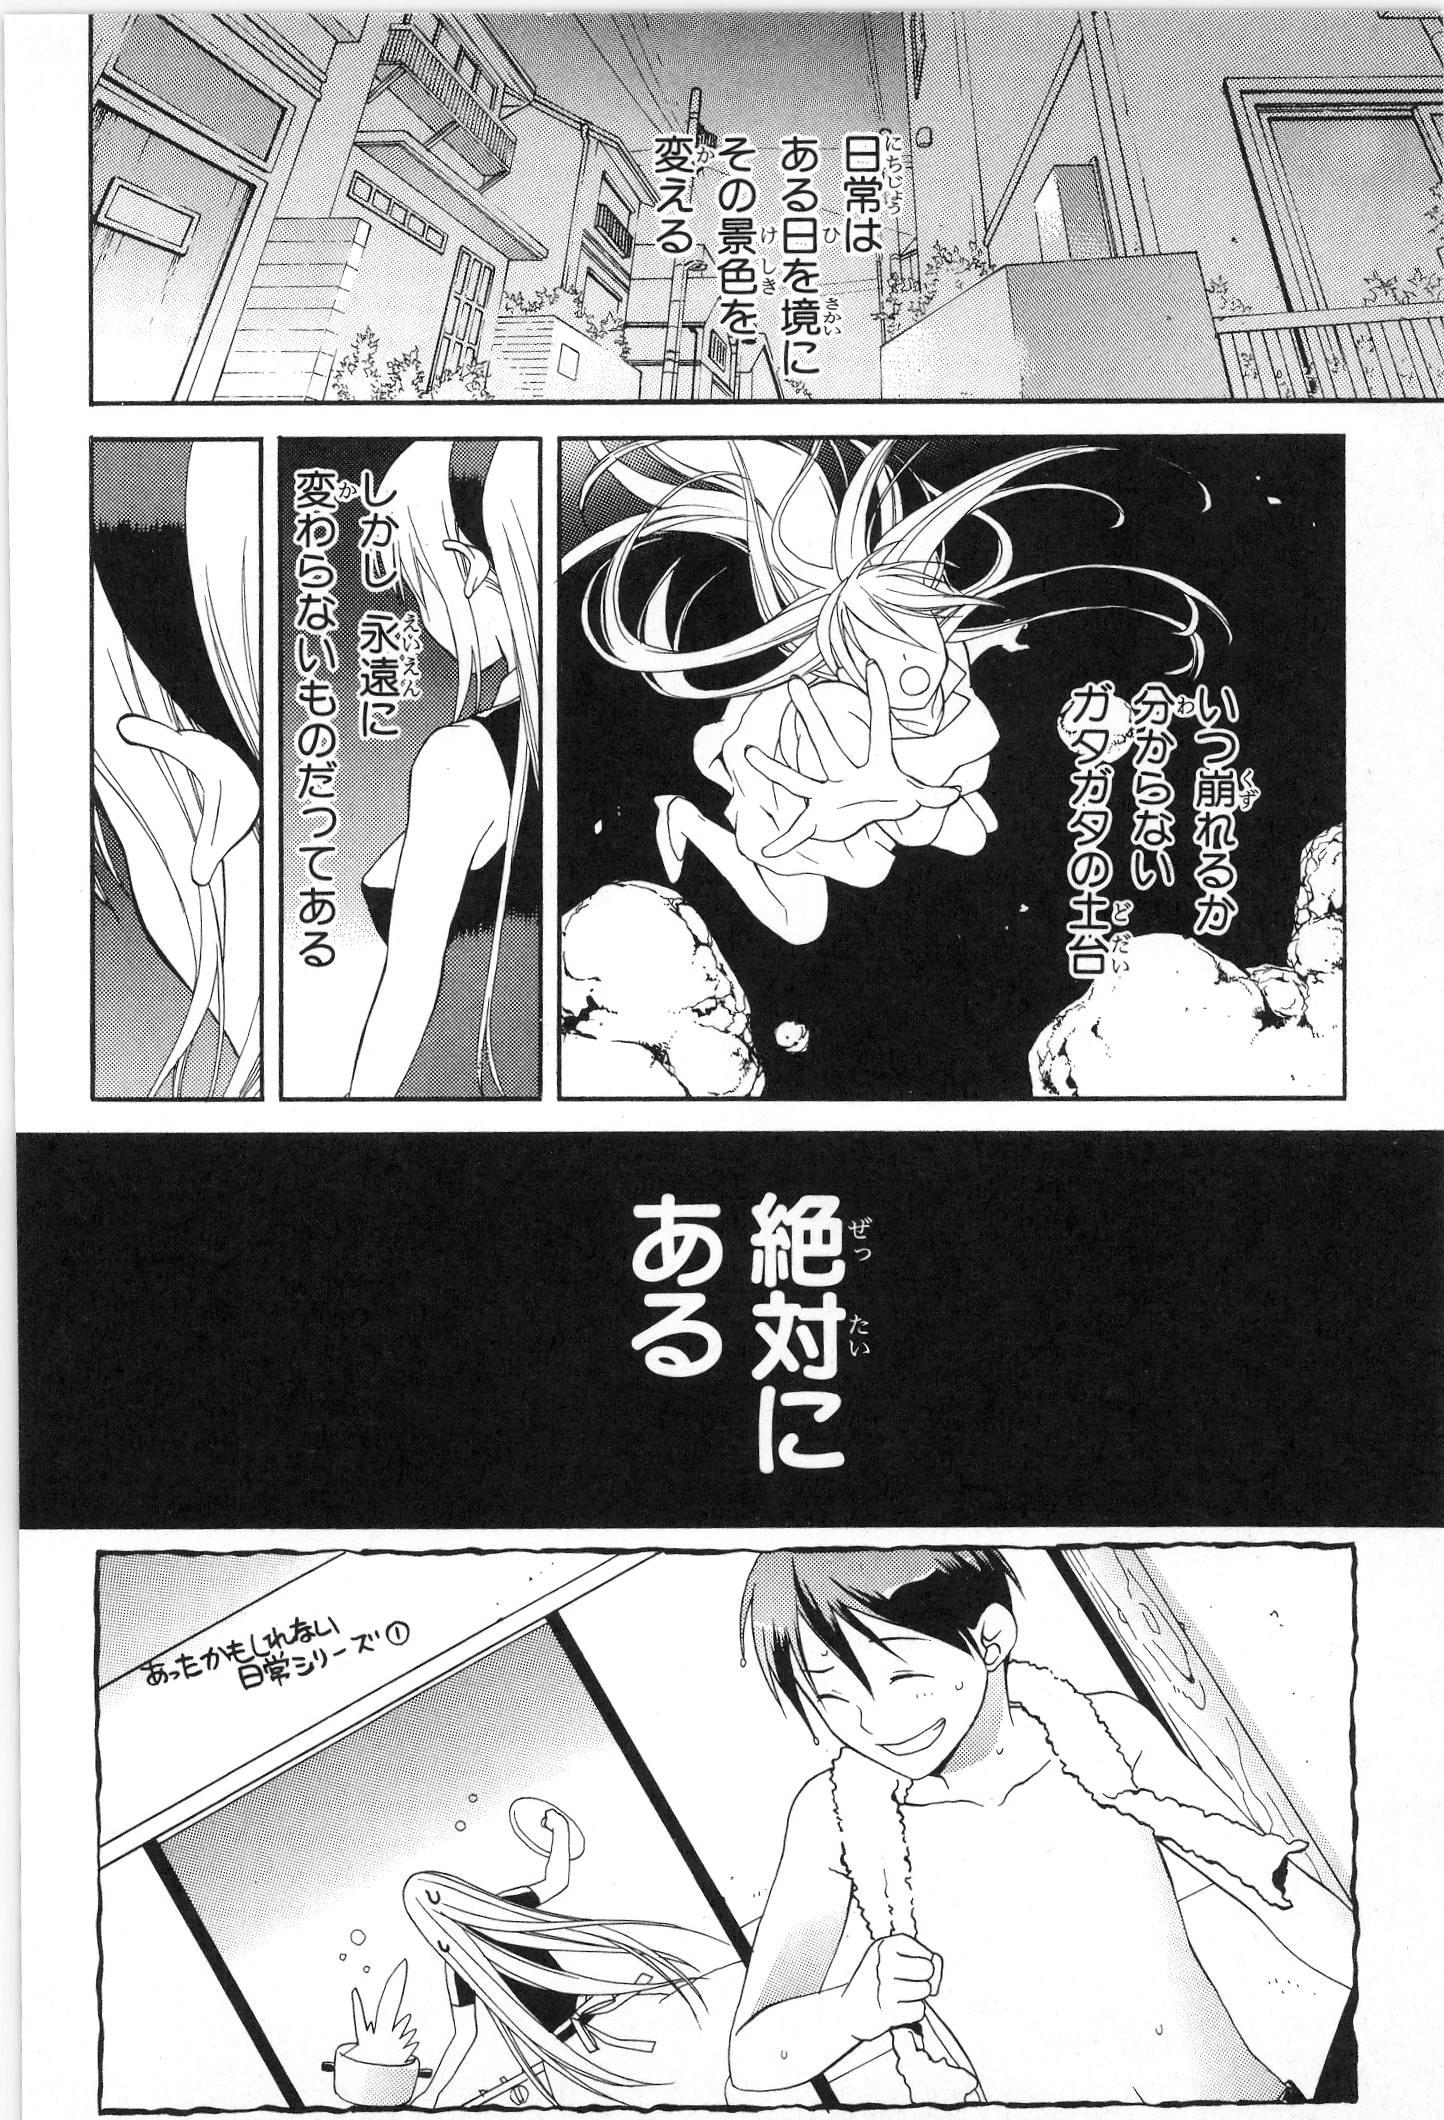 日常は
ある日を境に
その景色を
変える
いつ崩れるか
分からない
ガタガタの土台
しかし 永遠に
変わらないものだってある
絶対に
ある
あったかもしれない
日常シリーズ①